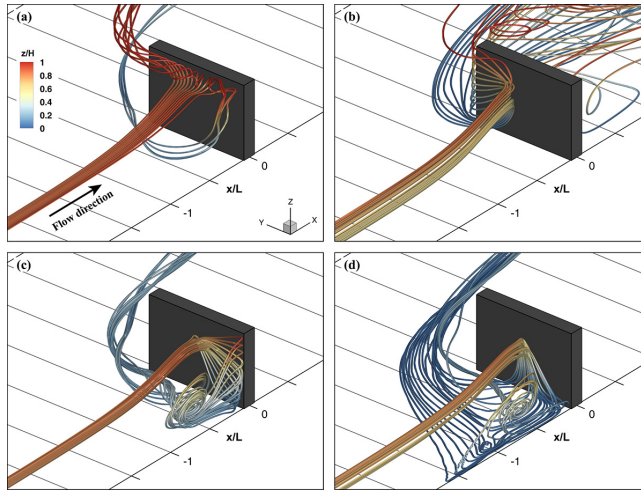 (a)
z/H
1
0.8
0.6
0.4
0.2
0
Flow direction
-1
0
x/L
Z
Y
X
(b)
-1
0
x/L
(c)
-1
0
x/L
(d)
-1
0
x/L